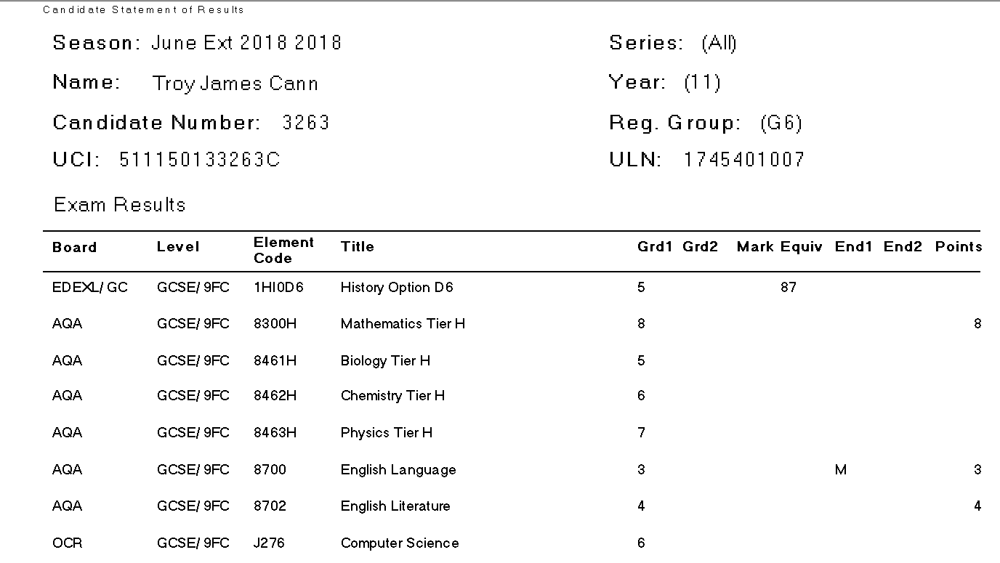 Candidate Statement of Results
Season: June Ext 2018 2018 Series: (All)
Name: Troy James Cann Year: (11)
Candidate Number: 3263 Reg. Group: (G6)
UCI: 511150133263C ULN: 1745401007
Exam Results
Board Level Element Code Title Grd1 Grd2 Mark Equiv End1 End2 Points
EDEXL/ GC GCSE/ 9FC 1HI0D6 History Option D6 5 87
AQA GCSE/ 9FC 8300H Mathematics Tier H 8 8
AQA GCSE/ 9FC 8461H Biology Tier H 5
AQA GCSE/ 9FC 8462H Chemistry Tier H 6
AQA GCSE/ 9FC 8463H Physics Tier H 7
AQA GCSE/ 9FC 8700 English Language 3 M 3
AQA GCSE/ 9FC 8702 English Literature 4 4
OCR GCSE/ 9FC J276 Computer Science 6